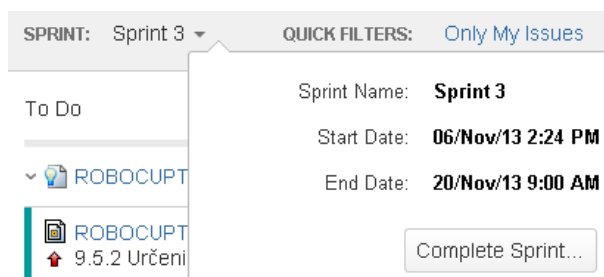 SPRINT: Sprint 3 QUICK FILTERS: Only My Issues
Sprint Name: Sprint 3
To Do
Start Date: 06/Nov/13 2:24 PM
End Date: 20/Nov/13 9:00 AM
ROBOCUPT
ROBOCUPT
9.5.2 Určeni
Complete Sprint...